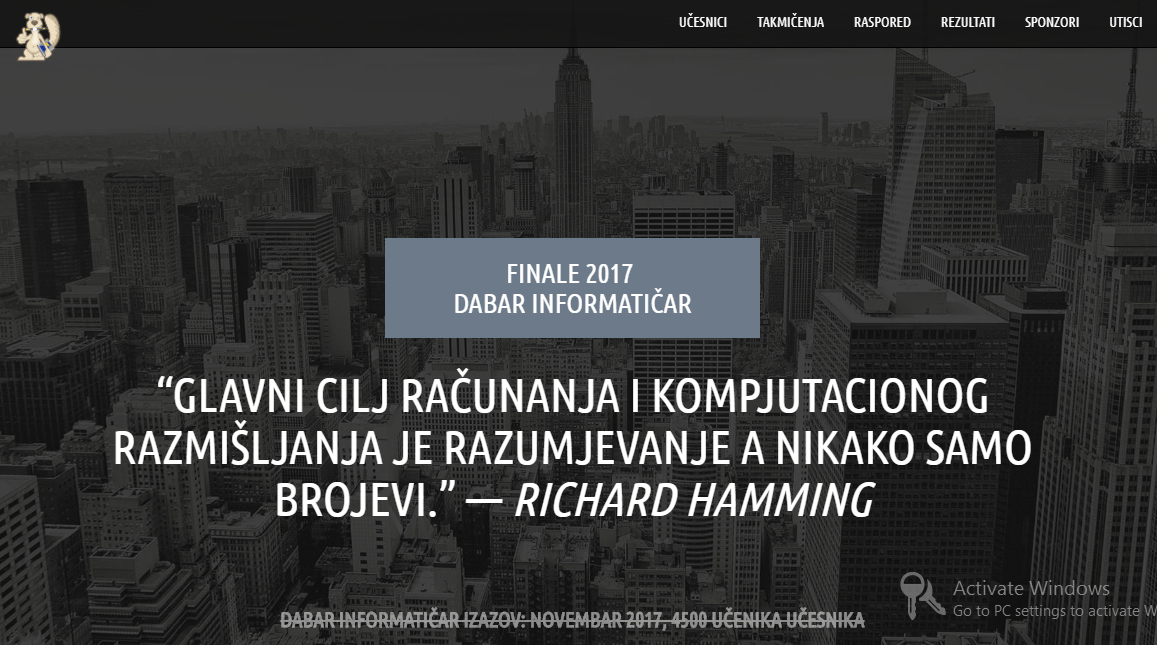 UČESNICI TAKMIČENJA RASPORED REZULTATI SPONZORI UTISCI
FINALE 2017
DABAR INFORMATIČAR
“GLAVNI CILJ RAČUNANJA I KOMPJUTACIONOG
RAZMIŠLJANJA JE RAZUMJEVANJE A NIKAKO SAMO
BROJEVI.” — RICHARD HAMMING
Activate Windows
Go to PC settings to activate W
DABAR INFORMATIČAR IZAZOV: NOVEMBAR 2017, 4500 UČENIKA UČESNIKA